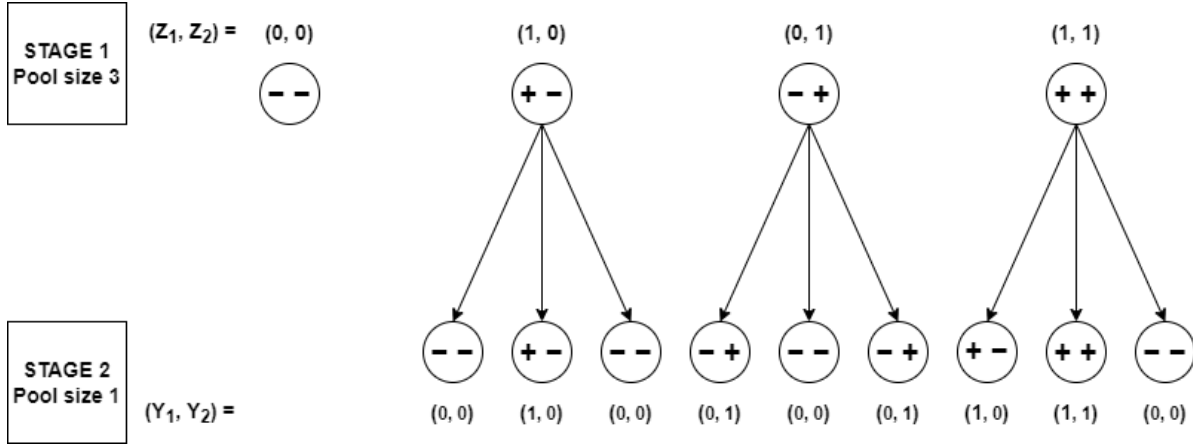 STAGE 1
Pool size 3
(Z₁, Z₂) = (0, 0) (1, 0) (0, 1) (1, 1)
− − + − − + + +
STAGE 2
Pool size 1
− − + − − − − + − − − + + − + + − −
(Y₁, Y₂) = (0, 0) (1, 0) (0, 0) (0, 1) (0, 0) (0, 1) (1, 0) (1, 1) (0, 0)